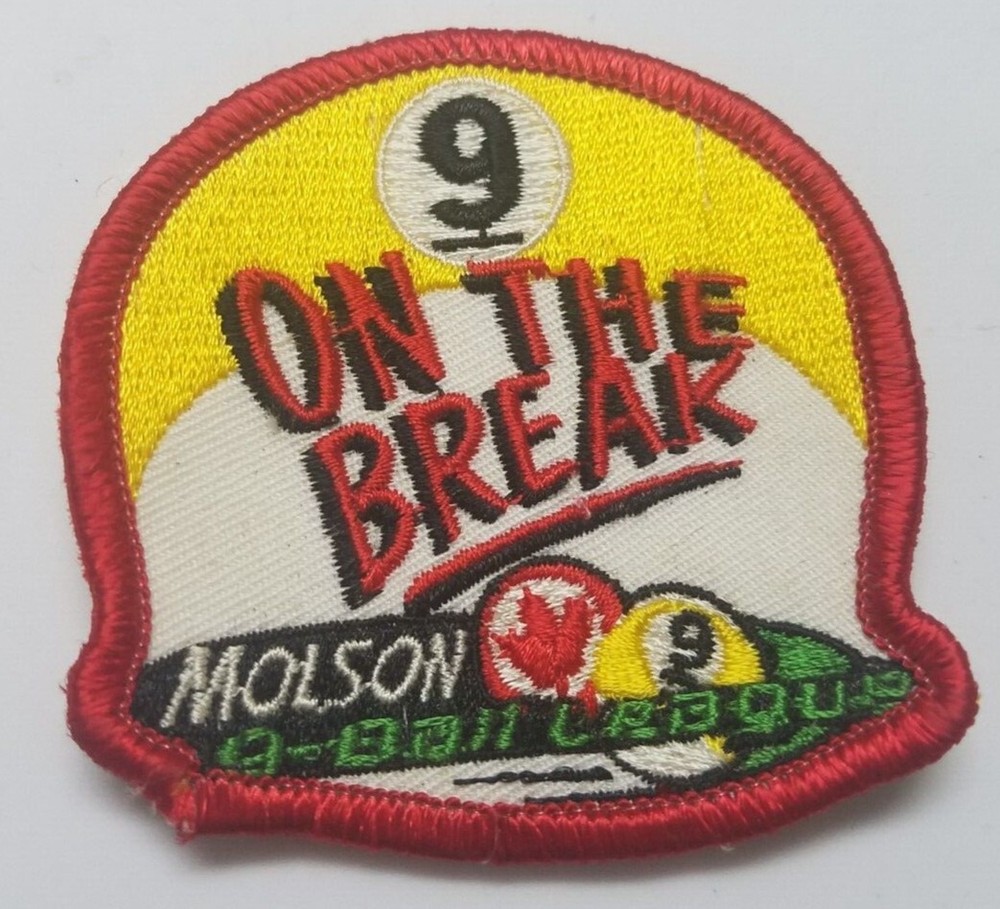 9
ON THE
BREAK
MOLSON
9
9-Ball League